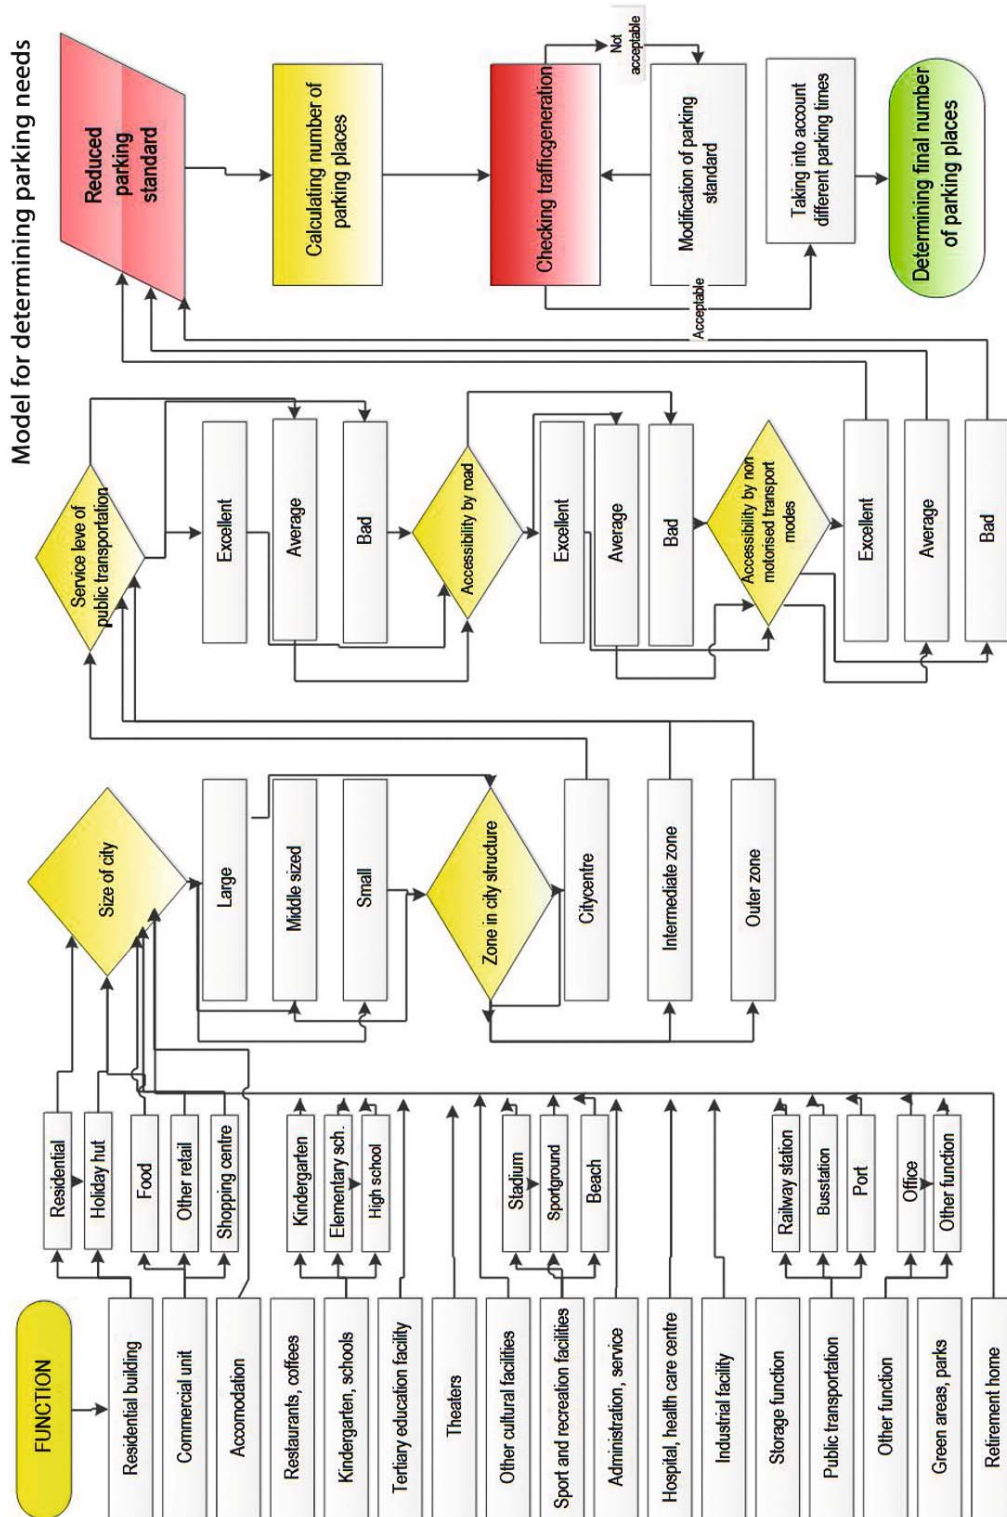 Model for determining parking needs
FUNCTION
Residential building
Commercial unit
Accomodation
Restaurants, coffees
Kindergarten, schools
Tertiary education facility
Theaters
Other cultural facilities
Sport and recreation facilities
Administration, service
Hospital, health care centre
Industrial facility
Storage function
Public transportation
Other function
Green areas, parks
Retirement home
Residential
Holiday hut
Food
Other retail
Shopping centre
Kindergarten
Elementary sch.
High school
Stadium
Sportground
Beach
Railway station
Busstation
Port
Office
Other function
Size of city
Large
Middle sized
Small
Zone in city structure
Citycentre
Intermediate zone
Outer zone
Service level of
public transportation
Excellent
Average
Bad
Accessibility by road
Excellent
Average
Bad
Accessibility by non
motorised transport
modes
Excellent
Average
Bad
Reduced
parking
standard
Calculating number of
parking places
Checking trafficgeneration
Not
acceptable
Modification of parking
standard
Acceptable
Taking into account
different parking times
Determining final number
of parking places